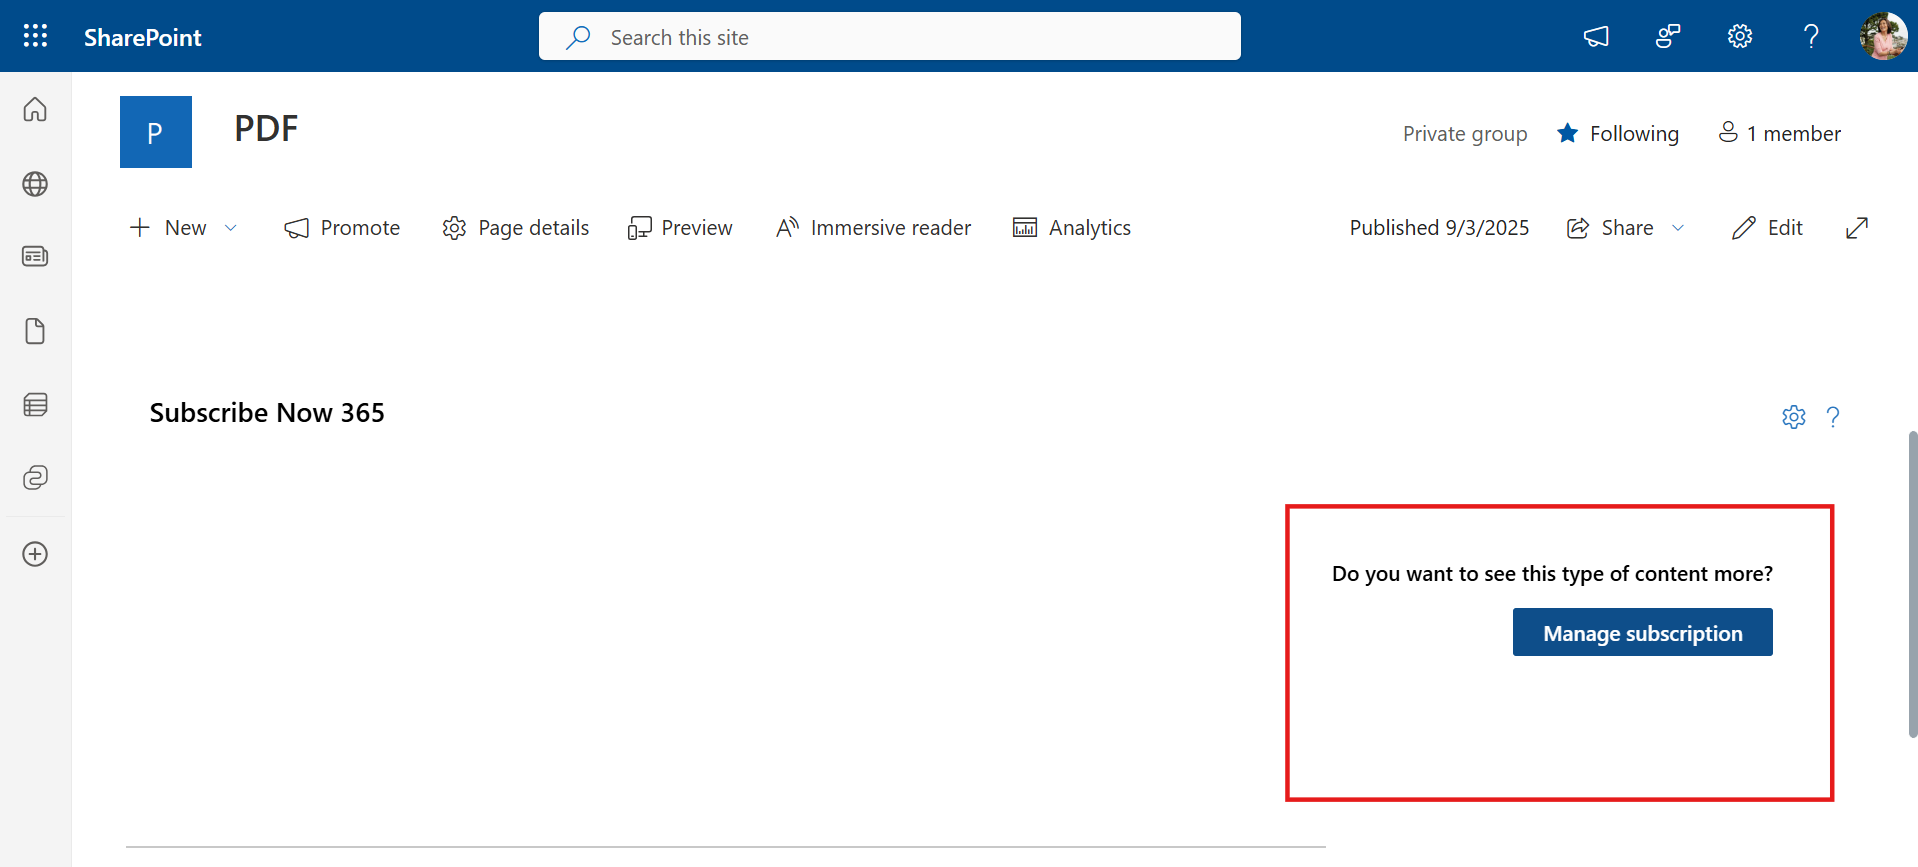 SharePoint
Search this site
P
PDF
Private group
Following
1 member
New
Promote
Page details
Preview
Immersive reader
Analytics
Published 9/3/2025
Share
Edit
Subscribe Now 365
Do you want to see this type of content more?
Manage subscription